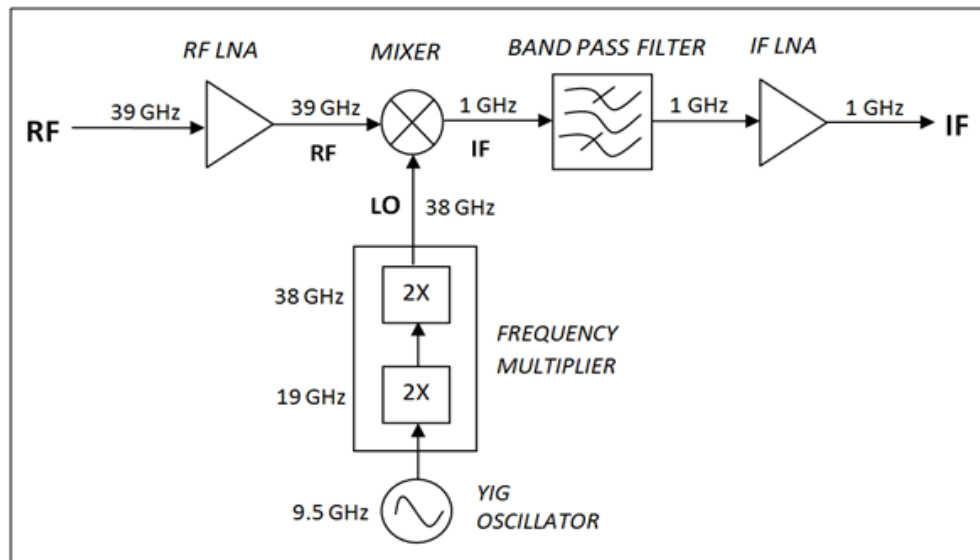 RF LNA
MIXER
BAND PASS FILTER
IF LNA
39 GHz
39 GHz
1 GHz
1 GHz
1 GHz
RF
RF
IF
IF
LO
38 GHz
38 GHz
2X
FREQUENCY
MULTIPLIER
19 GHz
2X
9.5 GHz
YIG
OSCILLATOR